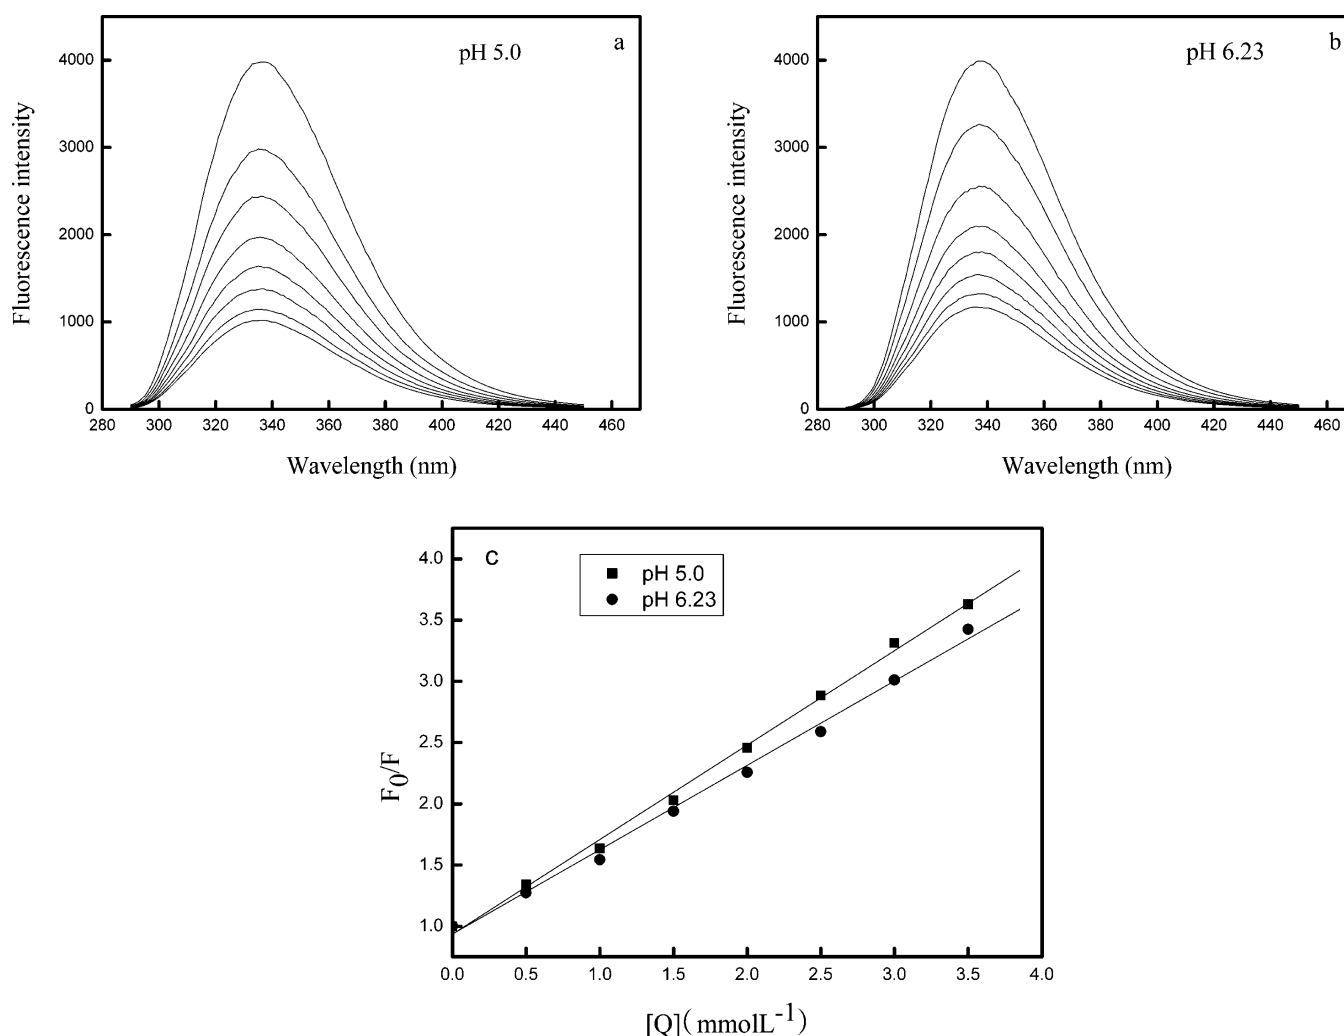 pH 5.0
a
4000
3000
2000
1000
0
Fluorescence intensity
280 300 320 340 360 380 400 420 440 460
Wavelength (nm)
pH 6.23
b
4000
3000
2000
1000
0
Fluorescence intensity
280 300 320 340 360 380 400 420 440 460
Wavelength (nm)
C
pH 5.0
pH 6.23
4.0
3.5
3.0
2.5
2.0
1.5
1.0
F0/F
0.0 0.5 1.0 1.5 2.0 2.5 3.0 3.5 4.0
[Q]( mmolL-1)